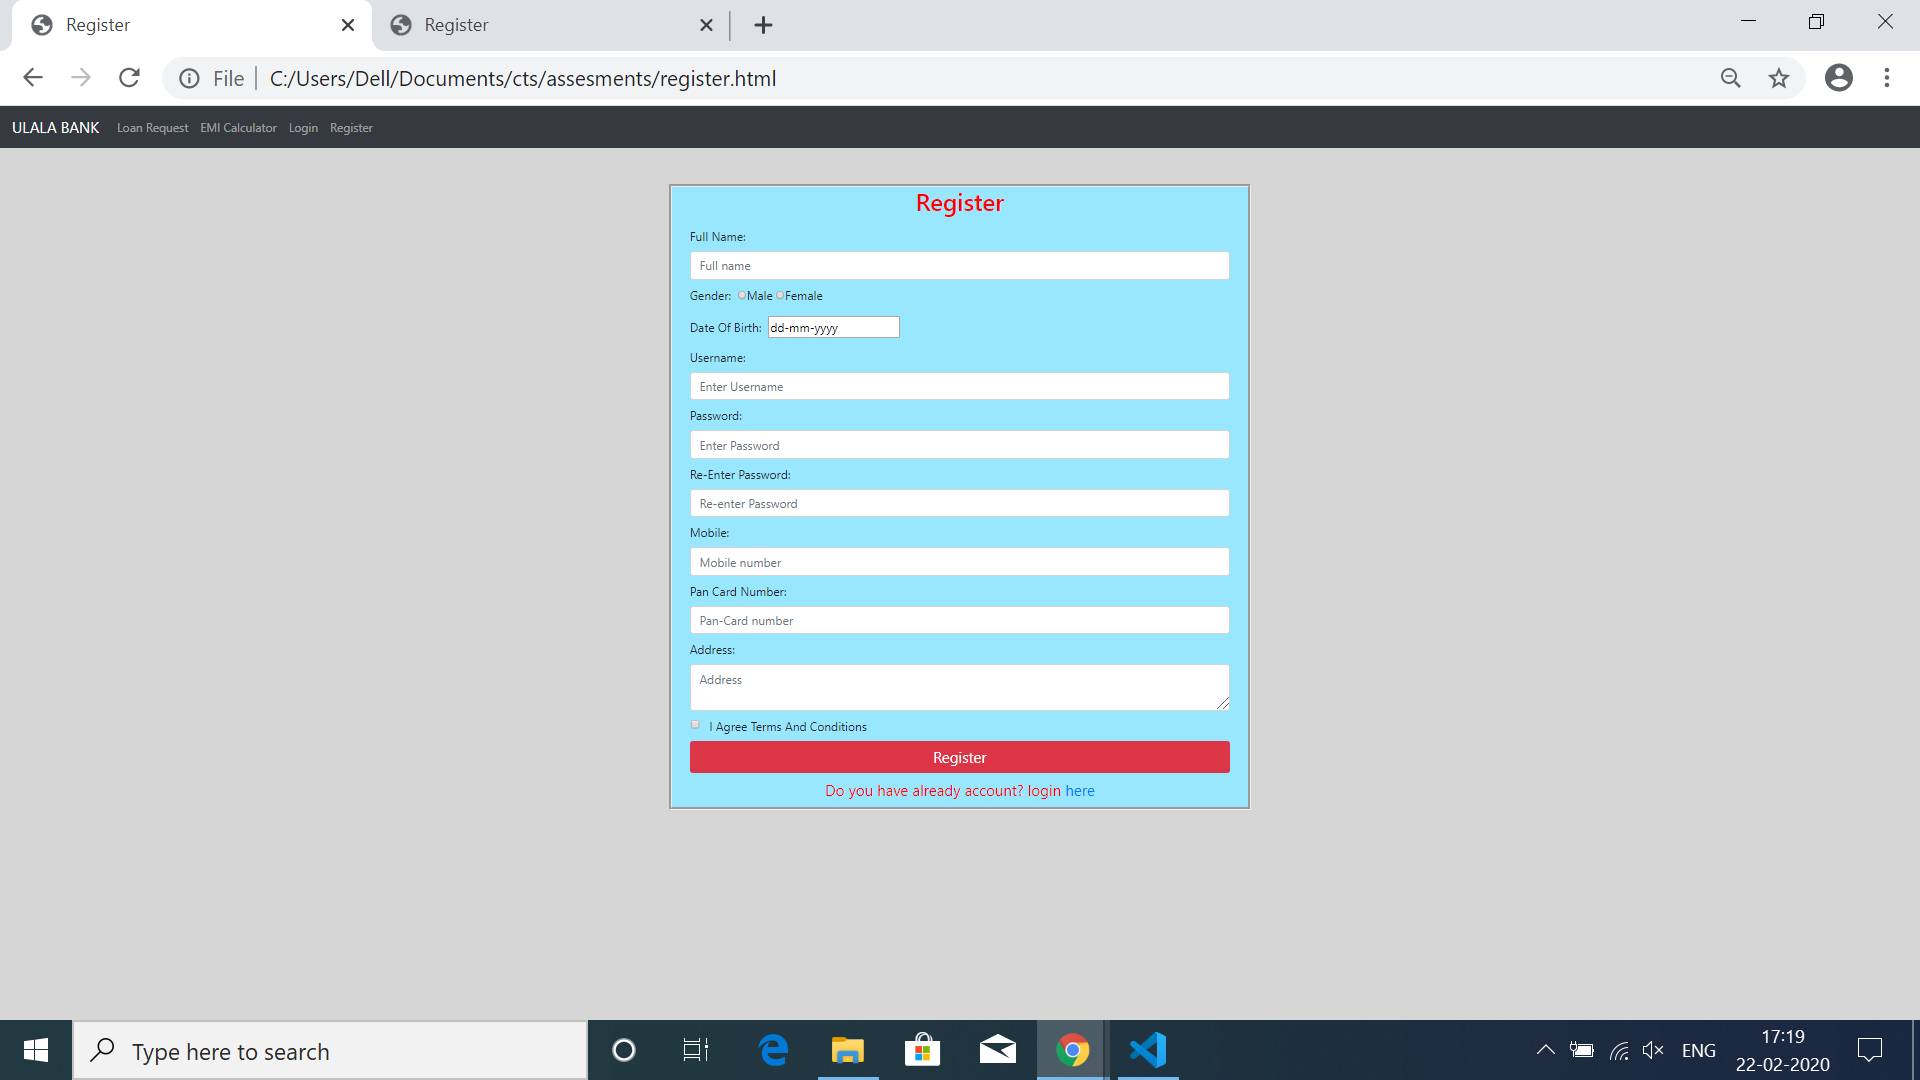 Register
Register
File
C:/Users/Dell/Documents/cts/assesments/register.html
ULALA BANK Loan Request EMI Calculator Login Register
Register
Full Name:
Full name
Gender: Male Female
Date Of Birth: dd-mm-yyyy
Username:
Enter Username
Password:
Enter Password
Re-Enter Password:
Re-enter Password
Mobile:
Mobile number
Pan Card Number:
Pan-Card number
Address:
Address
I Agree Terms And Conditions
Register
Do you have already account? login here
Type here to search
ENG
17:19
22-02-2020